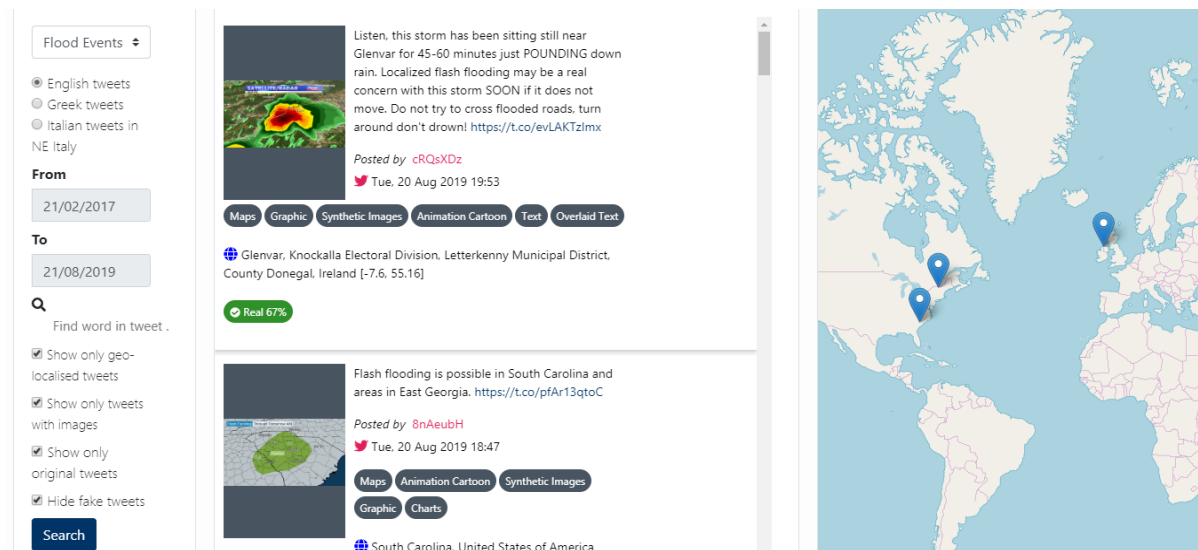 Flood Events
English tweets
Greek tweets
Italian tweets in
NE Italy
From
21/02/2017
To
21/08/2019
Find word in tweet .
Show only geo-
localised tweets
Show only tweets
with images
Show only
original tweets
Hide fake tweets
Search
SATELLITE/RADAR
Listen, this storm has been sitting still near
Glenvar for 45-60 minutes just POUNDING down
rain. Localized flash flooding may be a real
concern with this storm SOON if it does not
move. Do not try to cross flooded roads, turn
around don't drown! https://t.co/evLAKTzlmx
Posted by cRQsXDz
Tue, 20 Aug 2019 19:53
Maps Graphic Synthetic Images Animation Cartoon Text Overlaid Text
Glenvar, Knockalla Electoral Division, Letterkenny Municipal District,
County Donegal, Ireland [-7.6, 55.16]
Real 67%
Flash flooding is possible in South Carolina and
areas in East Georgia. https://t.co/pfAr13qtoC
Posted by 8nAeubH
Tue, 20 Aug 2019 18:47
Maps Animation Cartoon Synthetic Images
Graphic Charts
South Carolina, United States of America